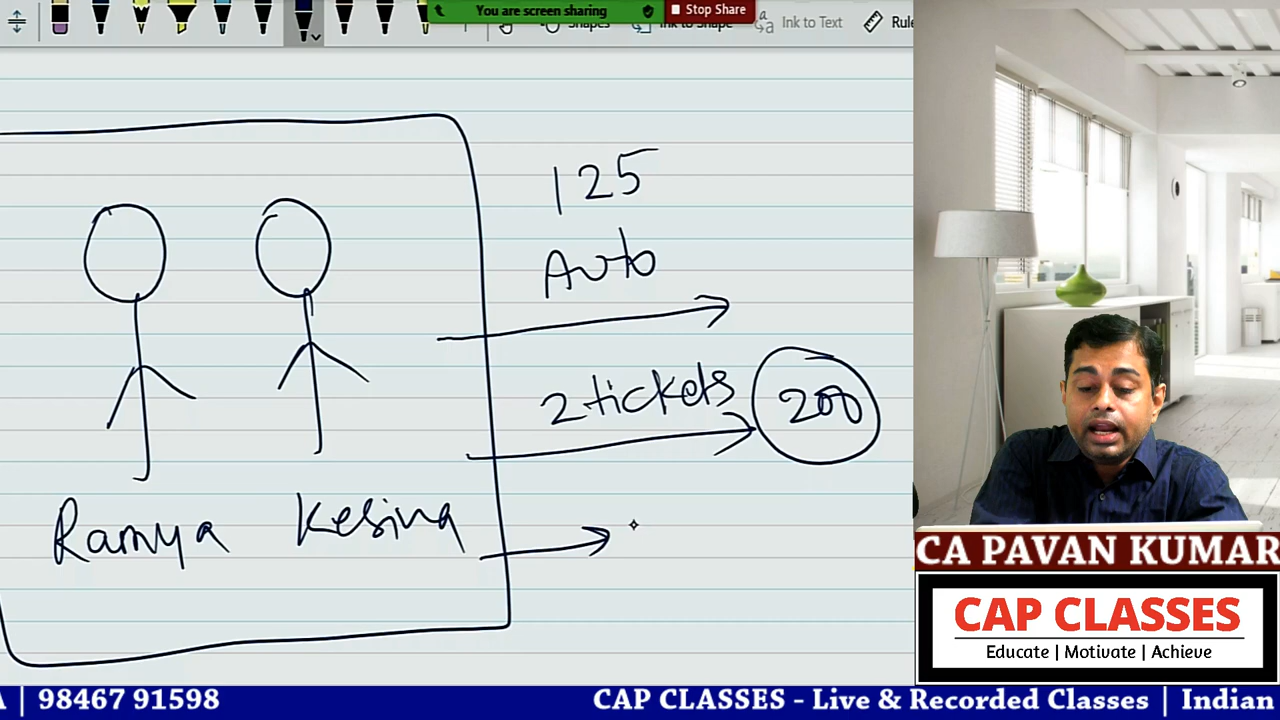 You are screen sharing
Stop Share
Shapes
Ink to Shape
Ink to Text
Rule
125
Auto
2 tickets
200
Ramya Kesiya
CA PAVAN KUMAR
CAP CLASSES
Educate | Motivate | Achieve
A | 98467 91598
CAP CLASSES - Live & Recorded Classes | Indian